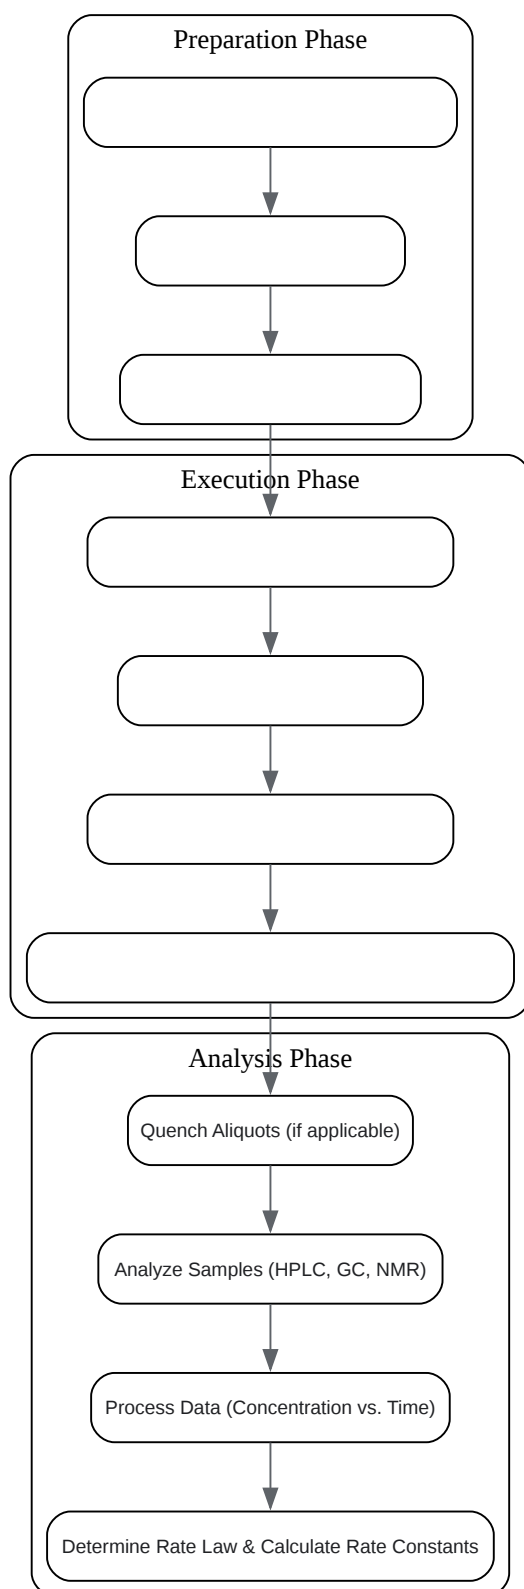 Preparation Phase
Execution Phase
Analysis Phase
Quench Aliquots (if applicable)
Analyze Samples (HPLC, GC, NMR)
Process Data (Concentration vs. Time)
Determine Rate Law & Calculate Rate Constants